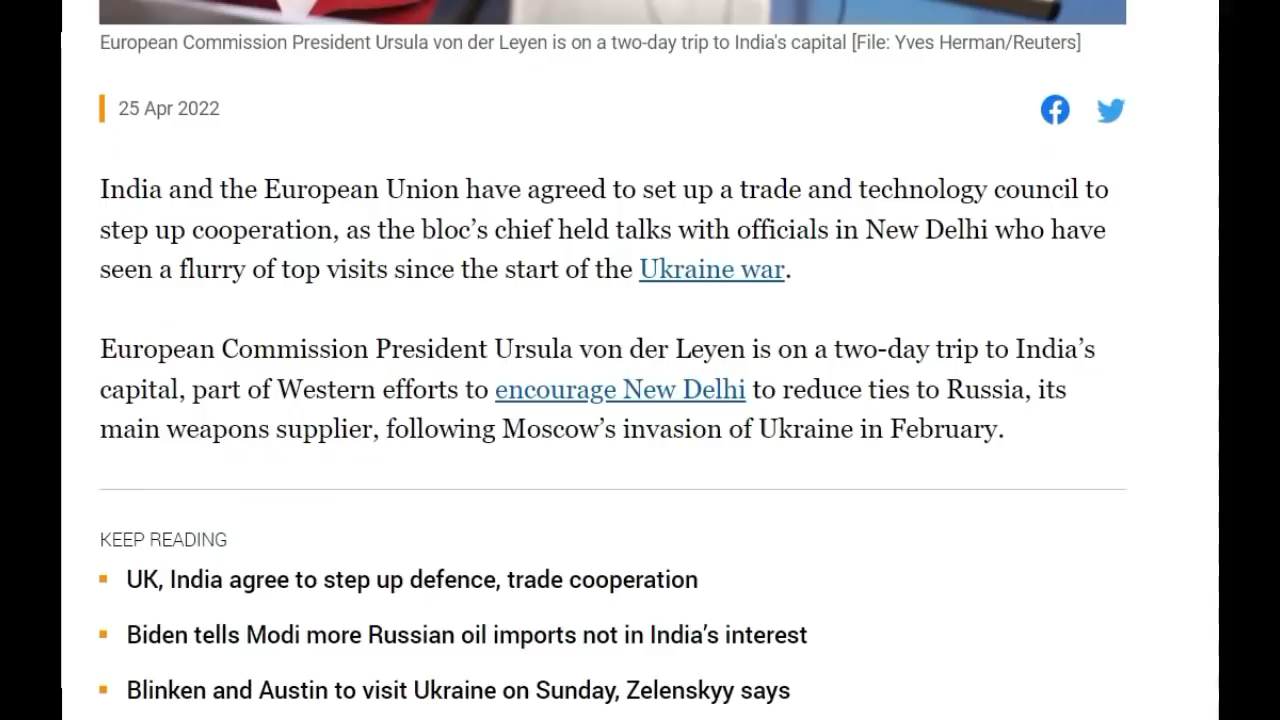 European Commission President Ursula von der Leyen is on a two-day trip to India's capital [File: Yves Herman/Reuters]
25 Apr 2022
India and the European Union have agreed to set up a trade and technology council to
step up cooperation, as the bloc’s chief held talks with officials in New Delhi who have
seen a flurry of top visits since the start of the Ukraine war.
European Commission President Ursula von der Leyen is on a two-day trip to India’s
capital, part of Western efforts to encourage New Delhi to reduce ties to Russia, its
main weapons supplier, following Moscow’s invasion of Ukraine in February.
KEEP READING
UK, India agree to step up defence, trade cooperation
Biden tells Modi more Russian oil imports not in India’s interest
Blinken and Austin to visit Ukraine on Sunday, Zelenskyy says